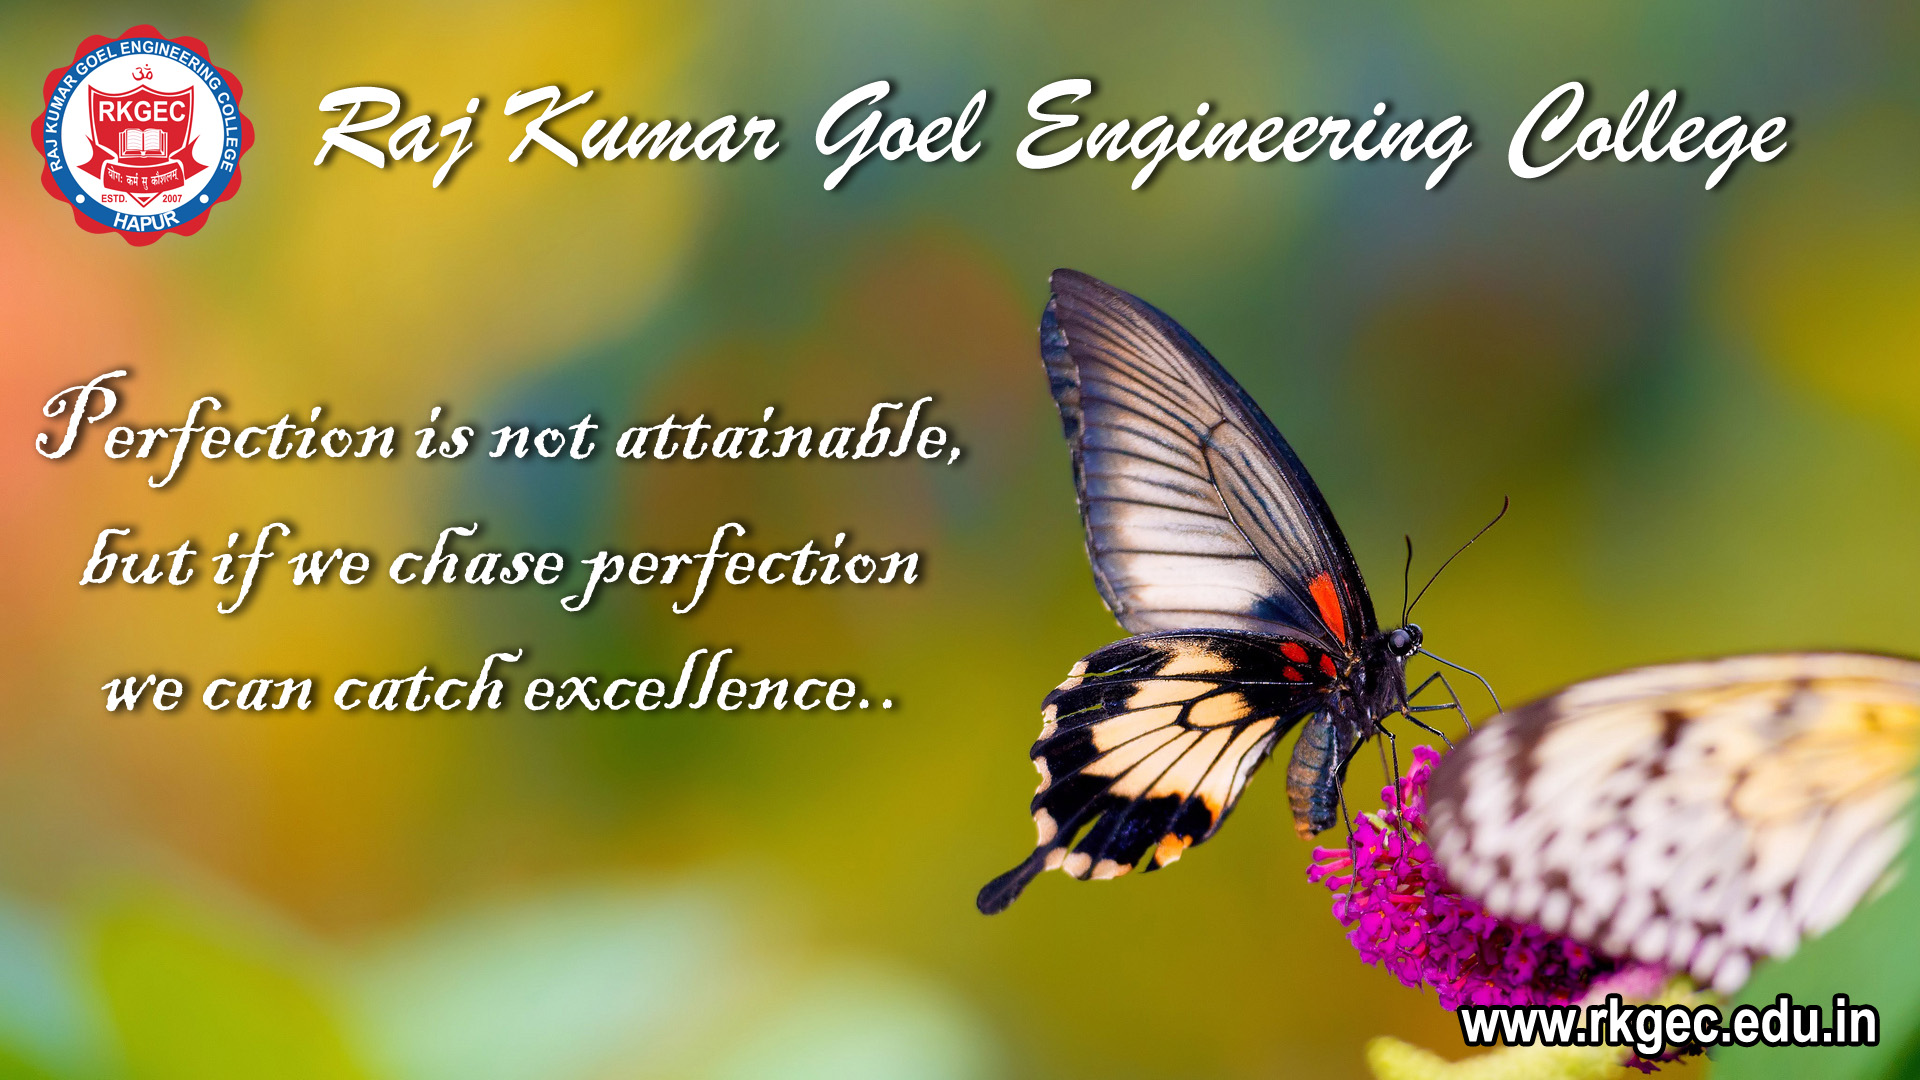 RAJ KUMAR GOEL ENGINEERING COLLEGE
ॐ
RKGEC
योगः कर्म सु कौशलम्
ESTD. 2007
HAPUR
Raj Kumar Goel Engineering College
Perfection is not attainable,
but if we chase perfection
we can catch excellence..
www.rkgec.edu.in